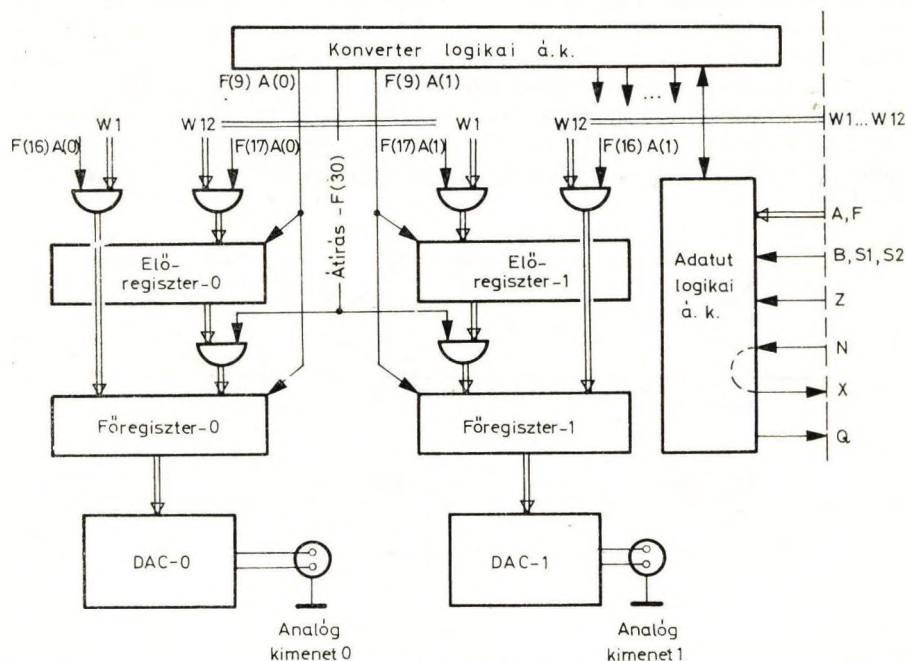 Konverter logikai á.k.
F(9) A(0)
F(9) A(1)
...
W1
W12
W1
W12
W1...W12
F(16)A(0)
F(17)A(0)
F(17)A(1)
F(16)A(1)
Átírás - F(30)
A,F
Elő-
regiszter-0
Elő-
regiszter-1
Adatut
logikai
á. k.
B,S1,S2
Z
N
X
Q
Főregiszter-0
Főregiszter-1
DAC-0
DAC-1
Analóg
kimenet 0
Analóg
kimenet 1